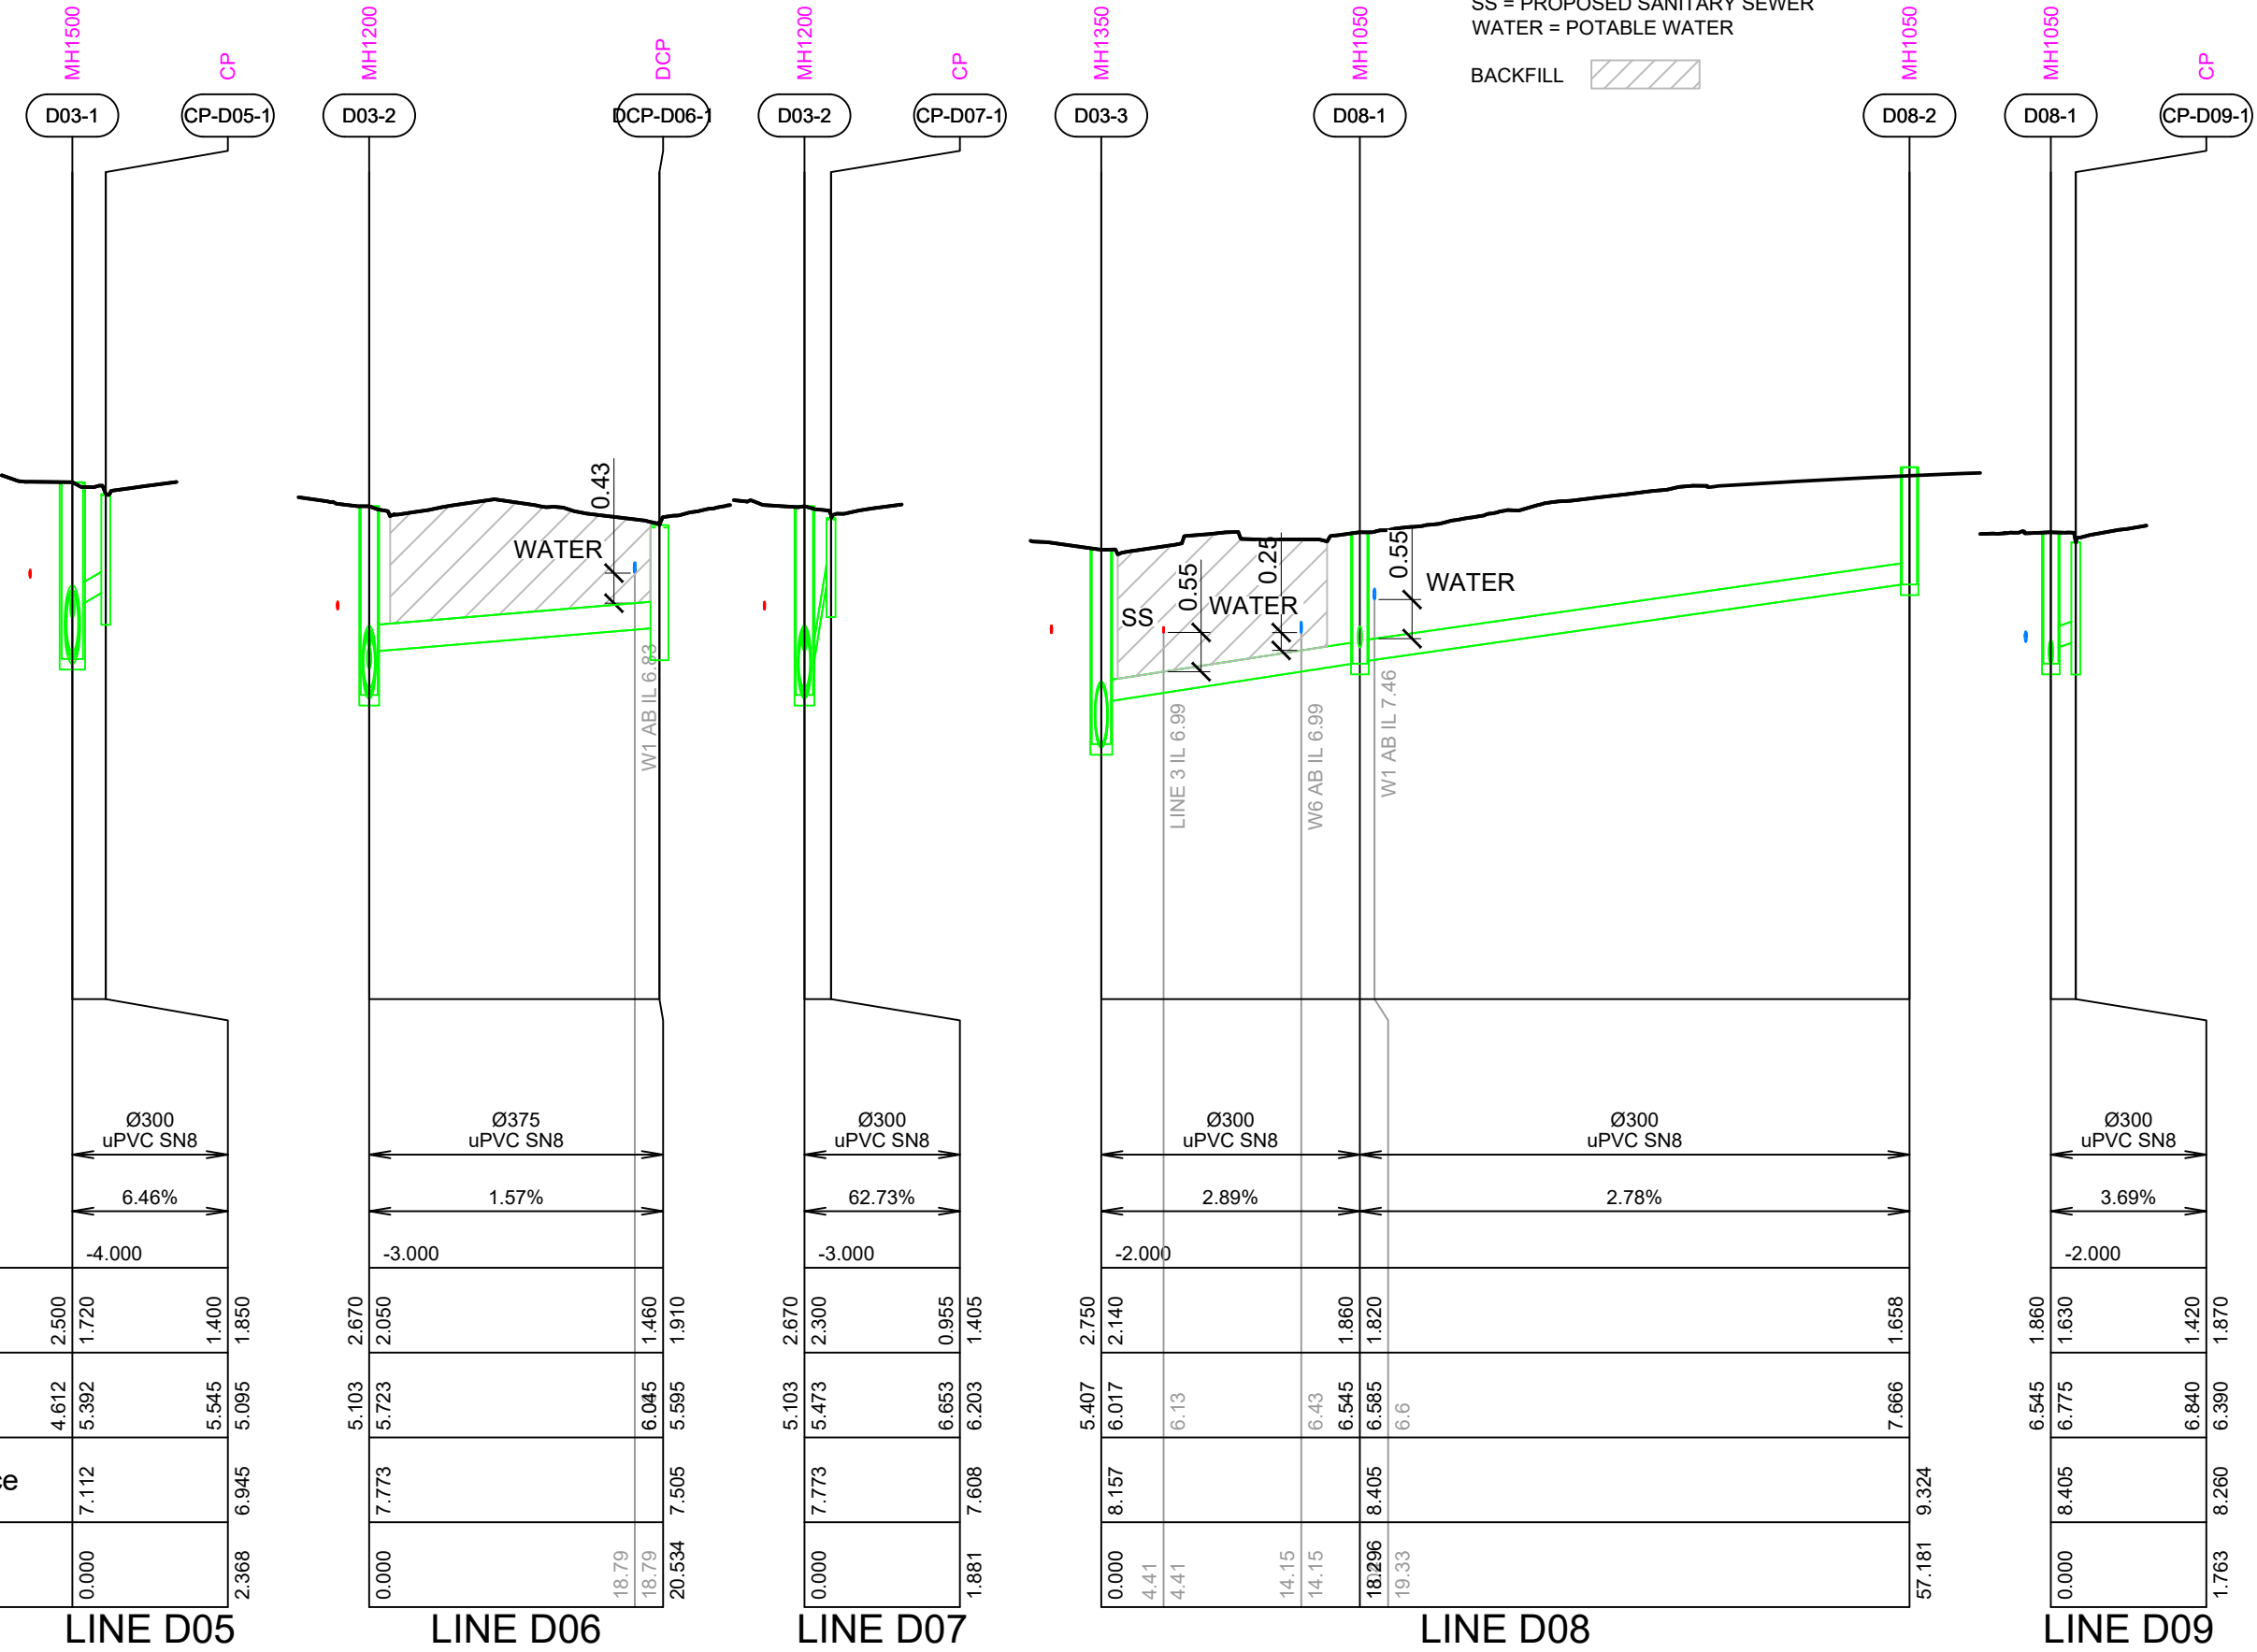 SS = PROPOSED SANITARY SEWER
WATER = POTABLE WATER
BACKFILL
MH1500
CP
MH1200
DCP
MH1200
CP
MH1350
MH1050
MH1050
MH1050
CP
D03-1
CP-D05-1
D03-2
DCP-D06-1
D03-2
CP-D07-1
D03-3
D08-1
D08-2
D08-1
CP-D09-1
0.43
WATER
W1 AB IL 6.83
SS
0.55
WATER
0.25
0.55
WATER
LINE 3 IL 6.99
W6 AB IL 6.99
W1 AB IL 7.46
Ø300
uPVC SN8
Ø375
uPVC SN8
Ø300
uPVC SN8
Ø300
uPVC SN8
Ø300
uPVC SN8
Ø300
uPVC SN8
6.46%
1.57%
62.73%
2.89%
2.78%
3.69%
-4.000
-3.000
-3.000
-2.000
-2.000
2.500
1.720
1.400
1.850
2.670
2.050
1.460
1.910
2.670
2.300
0.955
1.405
2.750
2.140
1.860
1.820
1.658
1.860
1.630
1.420
1.870
4.612
5.392
5.545
5.095
5.103
5.723
6.045
5.595
5.103
5.473
6.653
6.203
5.407
6.017
6.13
6.43
6.545
6.585
6.6
7.666
6.545
6.775
6.840
6.390
7.112
6.945
7.773
7.505
7.773
7.608
8.157
8.405
9.324
8.405
8.260
0.000
2.368
0.000
18.79
18.79
20.534
0.000
1.881
0.000
4.41
4.41
14.15
14.15
18.296
19.33
57.181
0.000
1.763
LINE D05
LINE D06
LINE D07
LINE D08
LINE D09